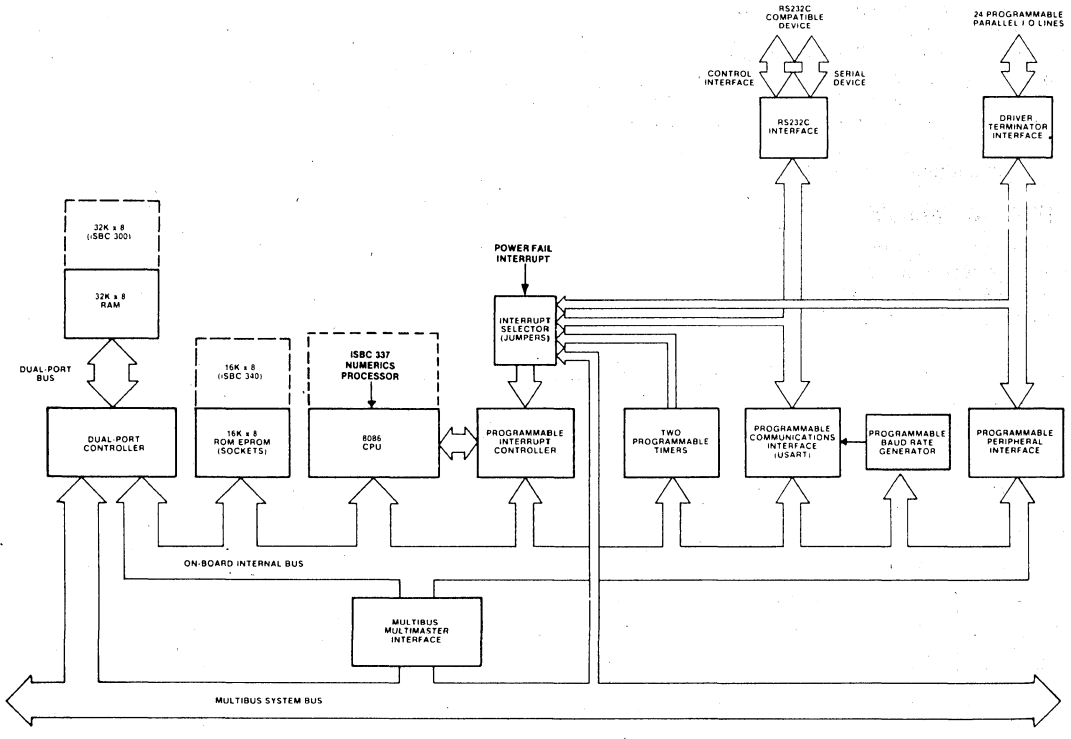 RS232C
COMPATIBLE
DEVICE
24 PROGRAMMABLE
PARALLEL I O LINES
CONTROL
INTERFACE
SERIAL
DEVICE
RS232C
INTERFACE
DRIVER
TERMINATOR
INTERFACE
32K x 8
(iSBC 300)
32K x 8
RAM
DUAL-PORT
BUS
POWER FAIL
INTERRUPT
INTERRUPT
SELECTOR
(JUMPERS)
16K x 8
(iSBC 340)
ISBC 337
NUMERICS
PROCESSOR
DUAL-PORT
CONTROLLER
16K x 8
ROM EPROM
(SOCKETS)
8086
CPU
PROGRAMMABLE
INTERRUPT
CONTROLLER
TWO
PROGRAMMABLE
TIMERS
PROGRAMMABLE
COMMUNICATIONS
INTERFACE
(USART)
PROGRAMMABLE
BAUD RATE
GENERATOR
PROGRAMMABLE
PERIPHERAL
INTERFACE
ON-BOARD INTERNAL BUS
MULTIBUS
MULTIMASTER
INTERFACE
MULTIBUS SYSTEM BUS